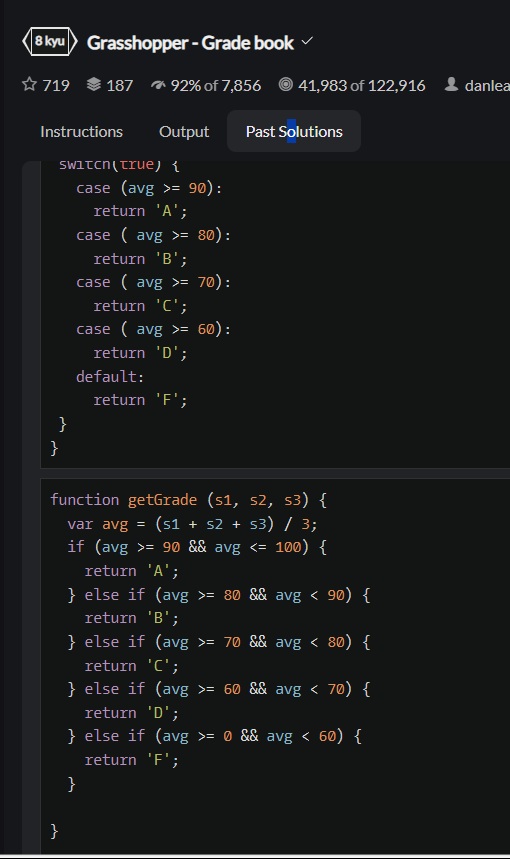 8 kyu Grasshopper - Grade book
719 187 92% of 7,856 41,983 of 122,916 danlea
Instructions Output Past Solutions
switch(true) {
case (avg >= 90):
return 'A';
case ( avg >= 80):
return 'B';
case ( avg >= 70):
return 'C';
case ( avg >= 60):
return 'D';
default:
return 'F';
}
}
function getGrade (s1, s2, s3) {
var avg = (s1 + s2 + s3) / 3;
if (avg >= 90 && avg <= 100) {
return 'A';
} else if (avg >= 80 && avg < 90) {
return 'B';
} else if (avg >= 70 && avg < 80) {
return 'C';
} else if (avg >= 60 && avg < 70) {
return 'D';
} else if (avg >= 0 && avg < 60) {
return 'F';
}
}